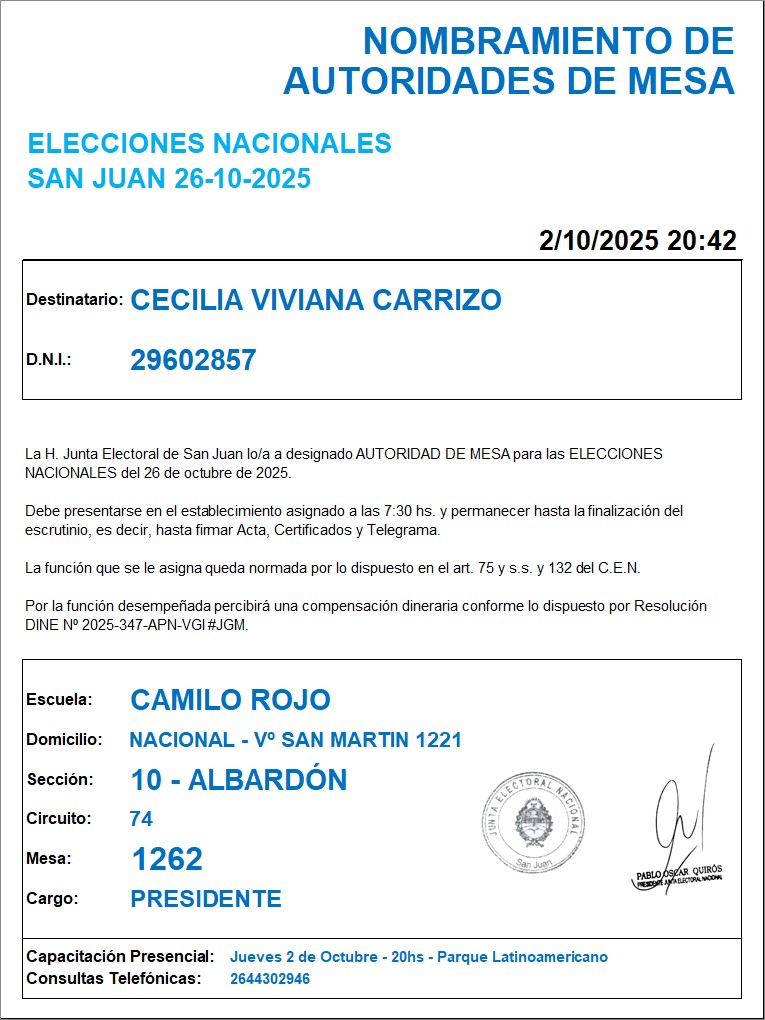 NOMBRAMIENTO DE
AUTORIDADES DE MESA
ELECCIONES NACIONALES
SAN JUAN 26-10-2025
2/10/2025 20:42
Destinatario: CECILIA VIVIANA CARRIZO
D.N.I.: 29602857
La H. Junta Electoral de San Juan lo/a a designado AUTORIDAD DE MESA para las ELECCIONES
NACIONALES del 26 de octubre de 2025.
Debe presentarse en el establecimiento asignado a las 7:30 hs. y permanecer hasta la finalización del
escrutinio, es decir, hasta firmar Acta, Certificados y Telegrama.
La función que se le asigna queda normada por lo dispuesto en el art. 75 y s.s. y 132 del C.E.N.
Por la función desempeñada percibirá una compensación dineraria conforme lo dispuesto por Resolución
DINE Nº 2025-347-APN-VGI#JGM.
Escuela: CAMILO ROJO
Domicilio: NACIONAL - Vº SAN MARTIN 1221
Sección: 10 - ALBARDÓN
Circuito: 74
Mesa: 1262
Cargo: PRESIDENTE
JUNTA ELECTORAL NACIONAL
San Juan
PABLO OSCAR QUIRÓS
PRESIDENTE JUNTA ELECTORAL NACIONAL
Capacitación Presencial: Jueves 2 de Octubre - 20hs - Parque Latinoamericano
Consultas Telefónicas: 2644302946